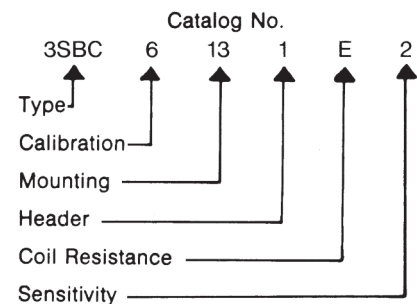 Catalog No.
3SBC 6 13 1 E 2
Type
Calibration
Mounting
Header
Coil Resistance
Sensitivity